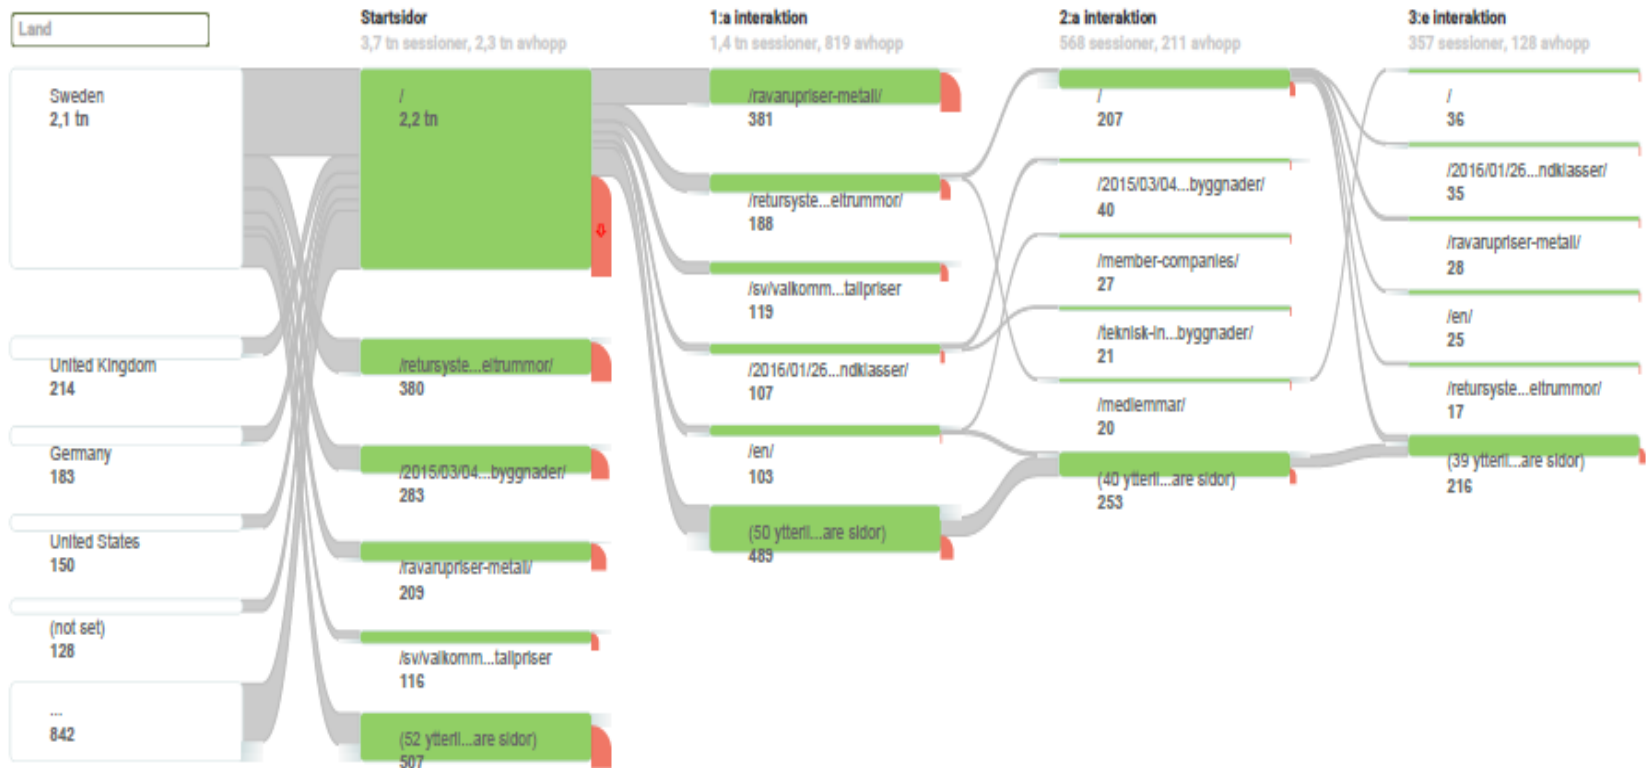 Land
Startsidor
3,7 tn sessioner, 2,3 tn avhopp
1:a interaktion
1,4 tn sessioner, 819 avhopp
2:a interaktion
568 sessioner, 211 avhopp
3:e interaktion
357 sessioner, 128 avhopp
Sweden
2,1 tn
United Kingdom
214
Germany
183
United States
150
(not set)
128
...
842
/
2,2 tn
/retursyste...eltrummor/
380
/2015/03/04...byggnader/
283
/ravarupriser-metall/
209
/sv/valkomm...tallpriser
116
(52 ytterli...are sidor)
507
/ravarupriser-metall/
381
/retursyste...eltrummor/
188
/sv/valkomm...tallpriser
119
/2016/01/26...ndklasser/
107
/en/
103
(50 ytterli...are sidor)
489
/
207
/2015/03/04...byggnader/
40
/member-companies/
27
/teknisk-in...byggnader/
21
/medlemmar/
20
(40 ytterli...are sidor)
253
/
36
/2016/01/26...ndklasser/
35
/ravarupriser-metall/
28
/en/
25
/retursyste...eltrummor/
17
(39 ytterli...are sidor)
216